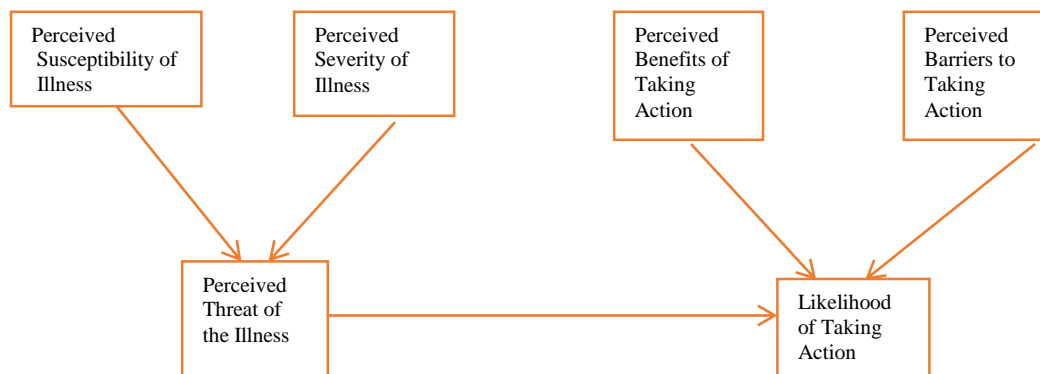 Perceived
Susceptibility of
Illness
Perceived
Severity of
Illness
Perceived
Benefits of
Taking
Action
Perceived
Barriers to
Taking
Action
Perceived
Threat of
the Illness
Likelihood
of Taking
Action